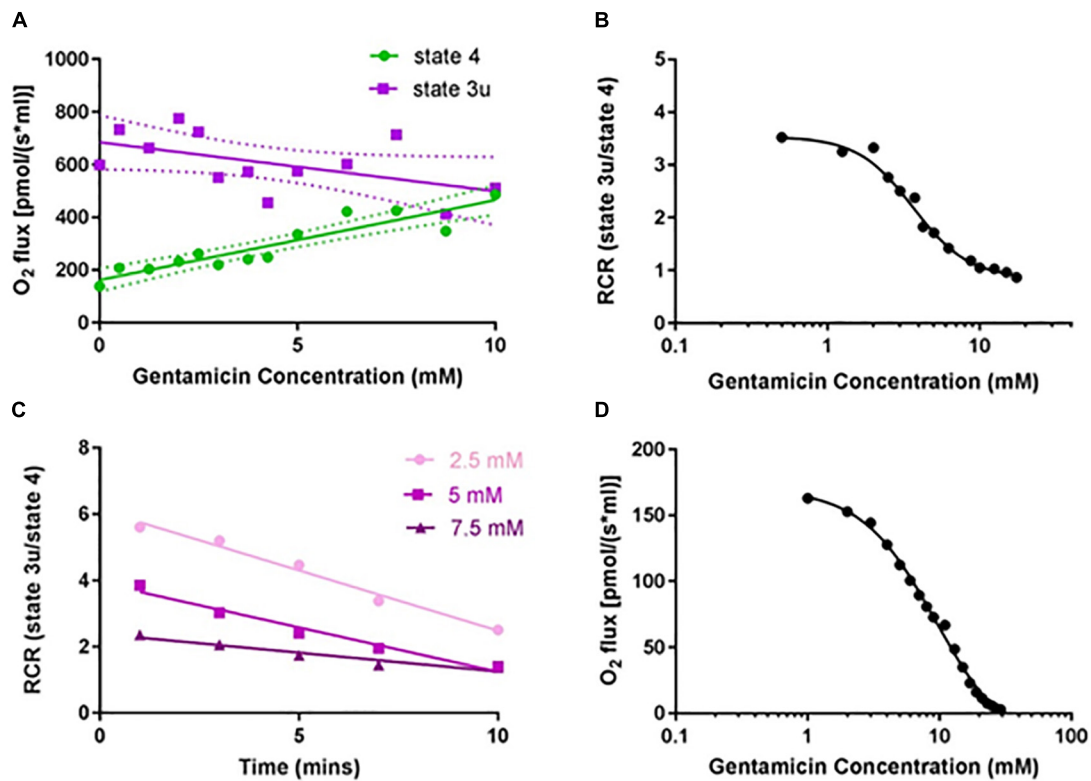 A
1000
800
600
400
200
0
0 5 10
O₂ flux [pmol/(s*ml)]
Gentamicin Concentration (mM)
state 4
state 3u
B
5
4
3
2
1
0
0.1 1 10
RCR (state 3u/state 4)
Gentamicin Concentration (mM)
C
8
6
4
2
0
0 5 10
RCR (state 3u/state 4)
Time (mins)
2.5 mM
5 mM
7.5 mM
D
200
150
100
50
0
0.1 1 10 100
O₂ flux [pmol/(s*ml)]
Gentamicin Concentration (mM)